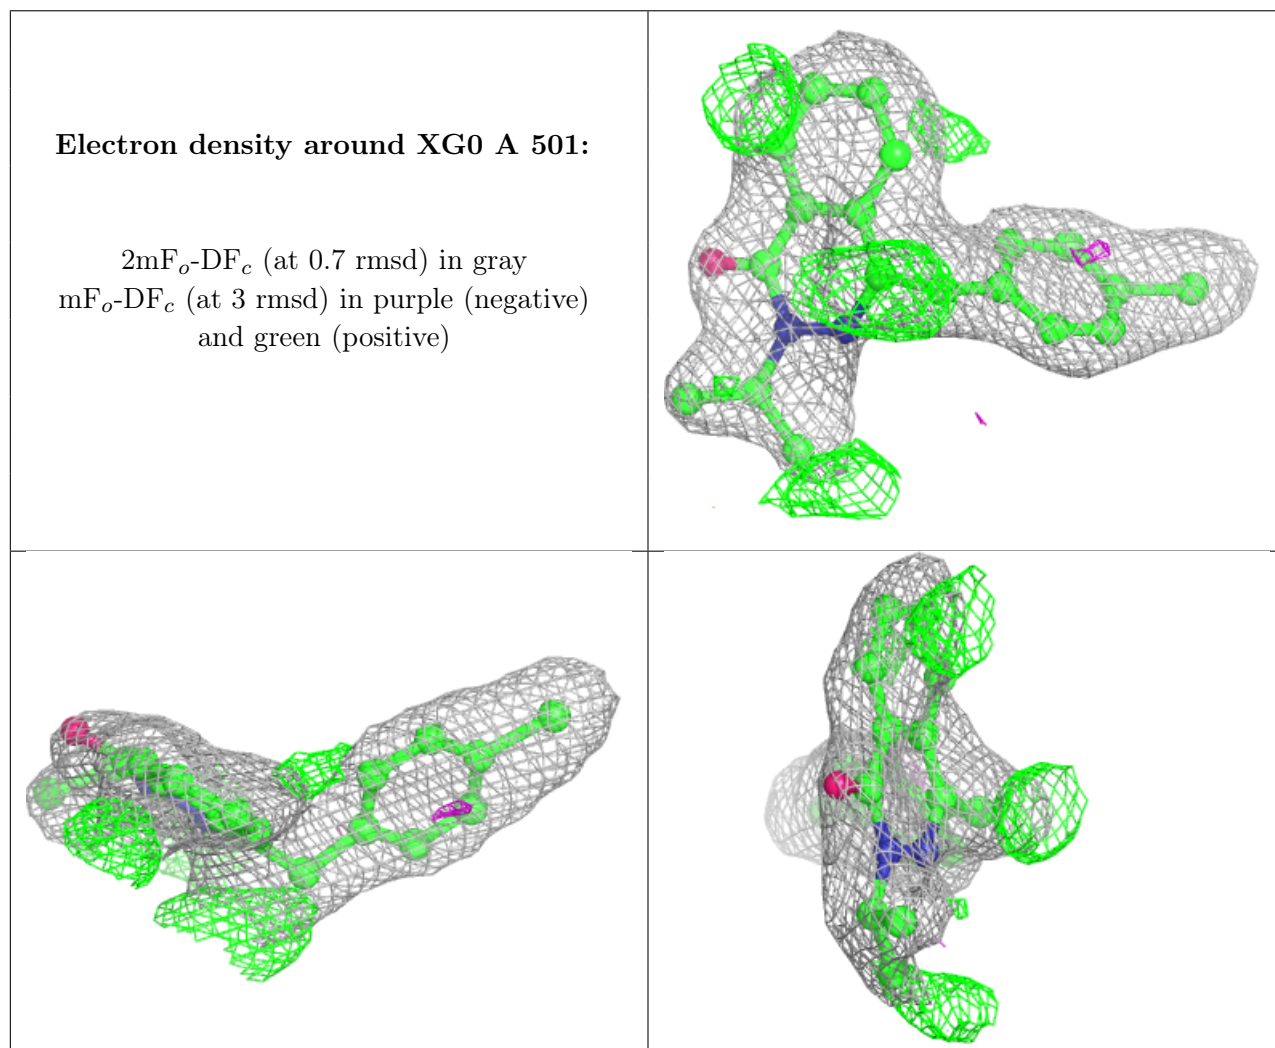 Electron density around XG0 A 501:
2mFo-DFc (at 0.7 rmsd) in gray
mFo-DFc (at 3 rmsd) in purple (negative)
and green (positive)